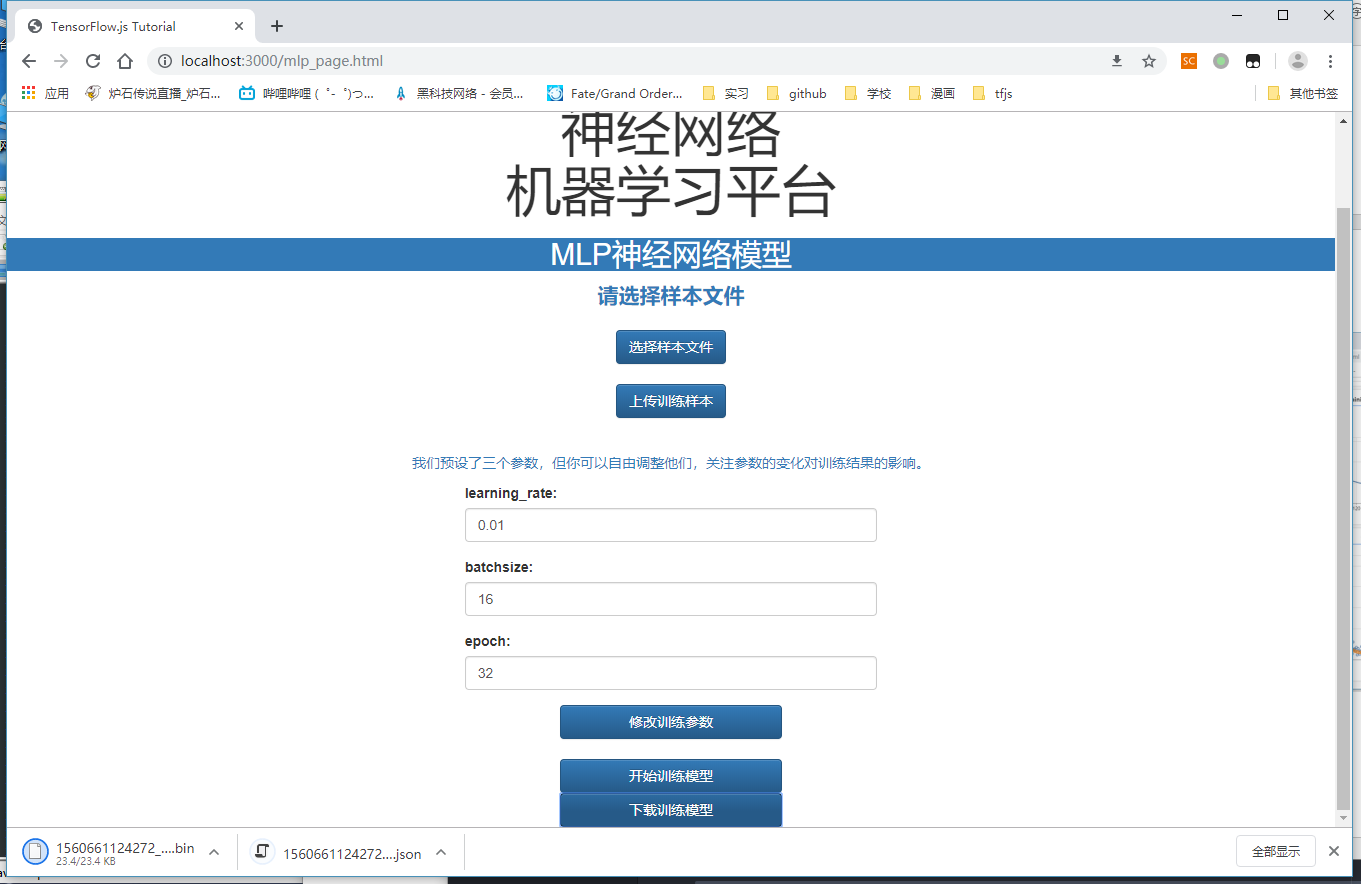 TensorFlow.js Tutorial
localhost:3000/mlp_page.html
SC
应用 炉石传说直播_炉石... 哔哩哔哩 ( ゜- ゜)つ... 黑科技网络 - 会员... Fate/Grand Order... 实习 github 学校 漫画 tfjs 其他书签
神经网络
机器学习平台
MLP神经网络模型
请选择样本文件
选择样本文件
上传训练样本
我们预设了三个参数，但你可以自由调整他们，关注参数的变化对训练结果的影响。
learning_rate:
0.01
batchsize:
16
epoch:
32
修改训练参数
开始训练模型
下载训练模型
1560661124272_....bin
23.4/23.4 KB
1560661124272....json
全部显示